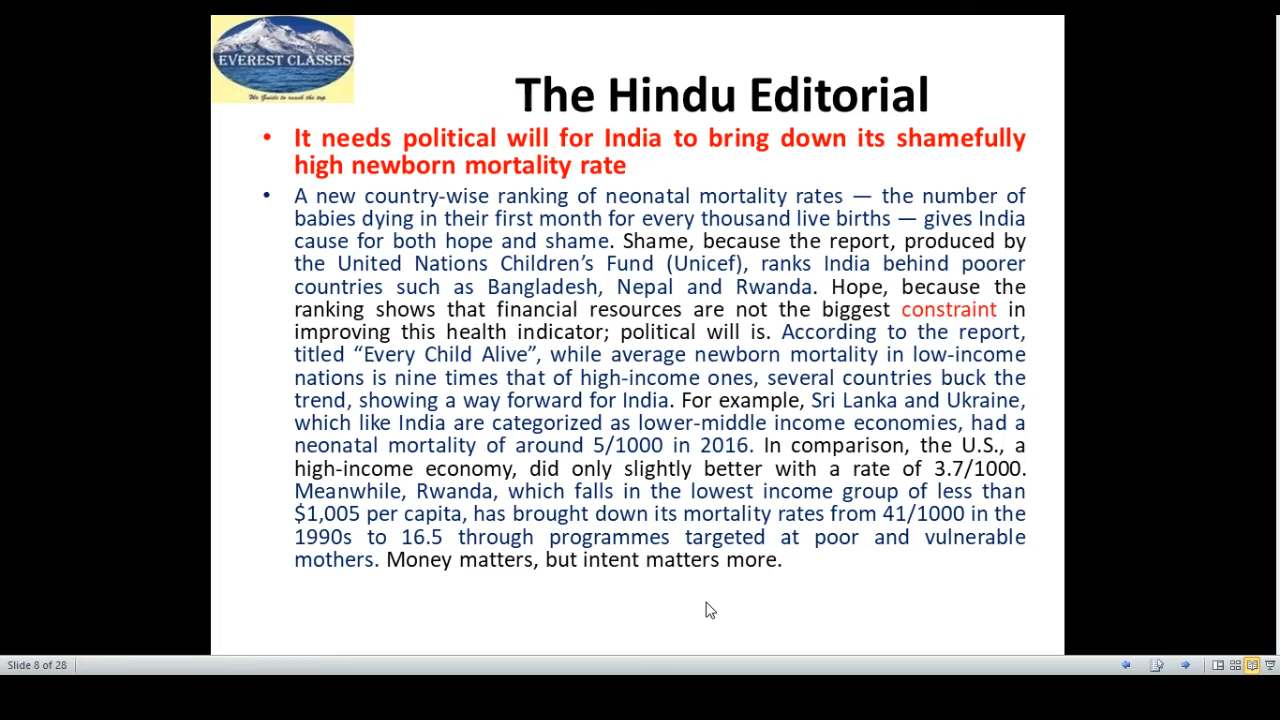 EVEREST CLASSES
We Guide to reach the top
The Hindu Editorial
• It needs political will for India to bring down its shamefully
high newborn mortality rate
• A new country-wise ranking of neonatal mortality rates — the number of
babies dying in their first month for every thousand live births — gives India
cause for both hope and shame. Shame, because the report, produced by
the United Nations Children’s Fund (Unicef), ranks India behind poorer
countries such as Bangladesh, Nepal and Rwanda. Hope, because the
ranking shows that financial resources are not the biggest constraint in
improving this health indicator; political will is. According to the report,
titled “Every Child Alive”, while average newborn mortality in low-income
nations is nine times that of high-income ones, several countries buck the
trend, showing a way forward for India. For example, Sri Lanka and Ukraine,
which like India are categorized as lower-middle income economies, had a
neonatal mortality of around 5/1000 in 2016. In comparison, the U.S., a
high-income economy, did only slightly better with a rate of 3.7/1000.
Meanwhile, Rwanda, which falls in the lowest income group of less than
$1,005 per capita, has brought down its mortality rates from 41/1000 in the
1990s to 16.5 through programmes targeted at poor and vulnerable
mothers. Money matters, but intent matters more.
Slide 8 of 28